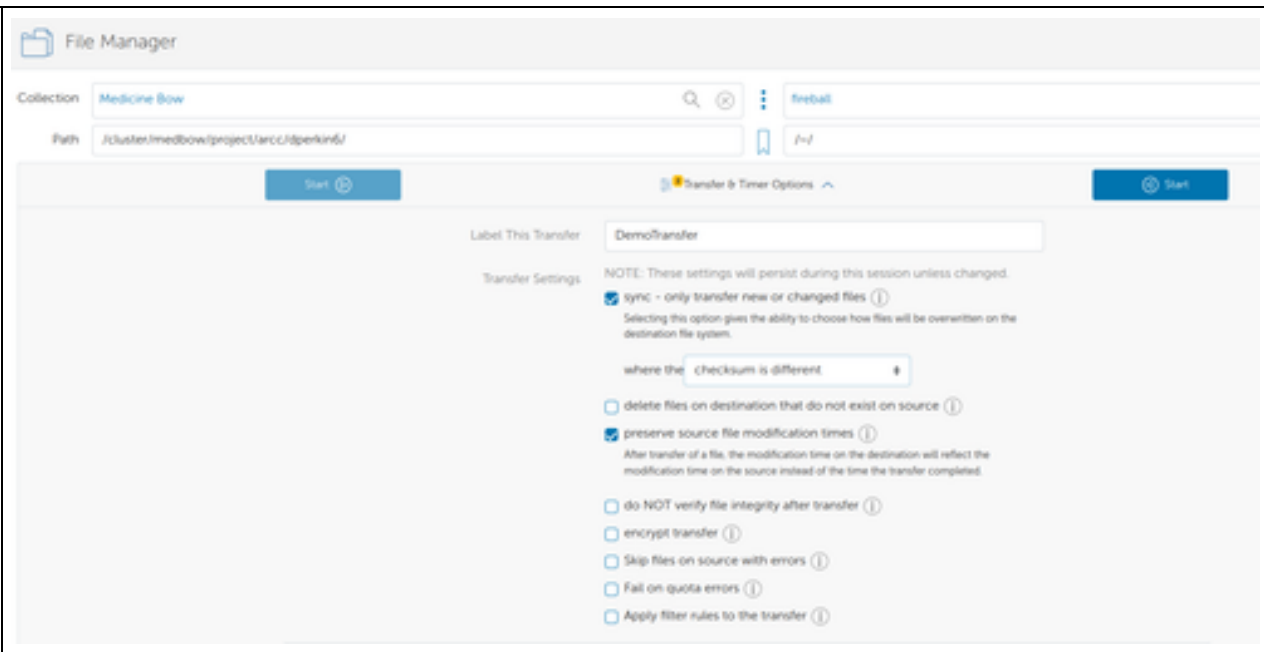 File Manager
Collection Medicine Bow fireball
Path /cluster/medbow/project/arcc/dperkin6/ /~/
Start Transfer & Timer Options Start
Label This Transfer DemoTransfer
Transfer Settings NOTE: These settings will persist during this session unless changed.
sync - only transfer new or changed files
Selecting this option gives the ability to choose how files will be overwritten on the
destination file system.
where the checksum is different
delete files on destination that do not exist on source
preserve source file modification times
After transfer of a file, the modification time on the destination will reflect the
modification time on the source instead of the time the transfer completed.
do NOT verify file integrity after transfer
encrypt transfer
Skip files on source with errors
Fail on quota errors
Apply filter rules to the transfer